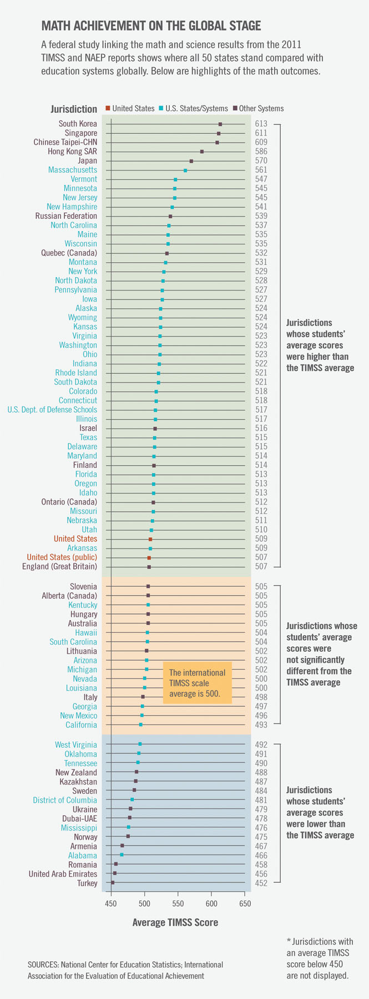 MATH ACHIEVEMENT ON THE GLOBAL STAGE
A federal study linking the math and science results from the 2011
TIMSS and NAEP reports shows where all 50 states stand compared with
education systems globally. Below are highlights of the math outcomes.
Jurisdiction United States U.S. States/Systems Other Systems
South Korea 613
Singapore 611
Chinese Taipei-CHN 609
Hong Kong SAR 586
Japan 570
Massachusetts 561
Vermont 547
Minnesota 545
New Jersey 545
New Hampshire 541
Russian Federation 539
North Carolina 537
Maine 535
Wisconsin 535
Quebec (Canada) 532
Montana 531
New York 529
North Dakota 528
Pennsylvania 527
Iowa 527
Alaska 524
Wyoming 524
Kansas 524
Virginia 523
Washington 523
Ohio 523
Indiana 522
Rhode Island 521
South Dakota 521
Colorado 518
Connecticut 518
U.S. Dept. of Defense Schools 517
Illinois 517
Israel 516
Texas 515
Delaware 515
Maryland 514
Finland 514
Florida 513
Oregon 513
Idaho 513
Ontario (Canada) 512
Missouri 512
Nebraska 511
Utah 510
United States 509
Arkansas 509
United States (public) 507
England (Great Britain) 507
Jurisdictions
whose students'
average scores
were higher than
the TIMSS average
Slovenia 505
Alberta (Canada) 505
Kentucky 505
Hungary 505
Australia 505
Hawaii 504
South Carolina 504
Lithuania 502
Arizona 502
Michigan 502
Nevada 500
Louisiana 500
Italy 498
Georgia 497
New Mexico 496
California 493
The international
TIMSS scale
average is 500.
Jurisdictions whose
students' average
scores were
not significantly
different from the
TIMSS average
West Virginia 492
Oklahoma 491
Tennessee 490
New Zealand 488
Kazakhstan 487
Sweden 484
District of Columbia 481
Ukraine 479
Dubai-UAE 478
Mississippi 476
Norway 475
Armenia 467
Alabama 466
Romania 458
United Arab Emirates 456
Turkey 452
Jurisdictions
whose students'
average scores
were lower than
the TIMSS average
450 500 550 600 650
Average TIMSS Score
* Jurisdictions with
an average TIMSS
score below 450
are not displayed.
SOURCES: National Center for Education Statistics; International
Association for the Evaluation of Educational Achievement